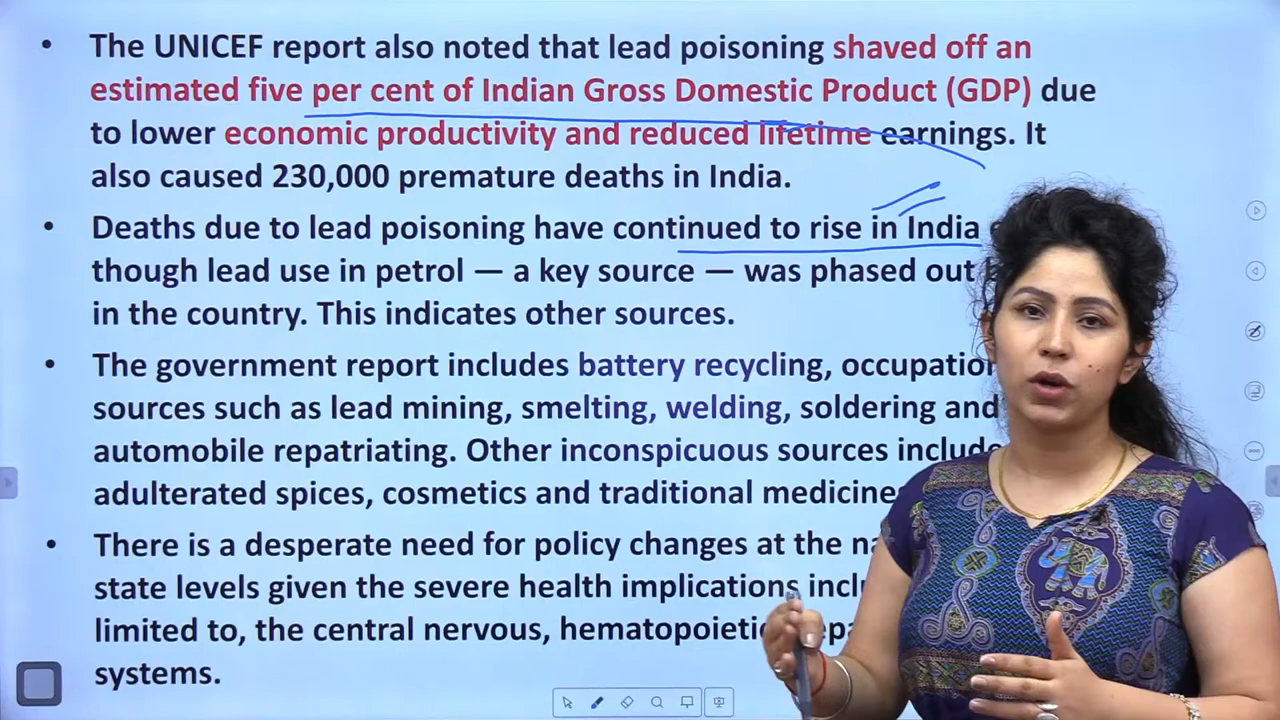 • The UNICEF report also noted that lead poisoning shaved off an
estimated five per cent of Indian Gross Domestic Product (GDP) due
to lower economic productivity and reduced lifetime earnings. It
also caused 230,000 premature deaths in India.
• Deaths due to lead poisoning have continued to rise in India
though lead use in petrol — a key source — was phased out
in the country. This indicates other sources.
• The government report includes battery recycling, occupation
sources such as lead mining, smelting, welding, soldering and
automobile repatriating. Other inconspicuous sources include
adulterated spices, cosmetics and traditional medicine
• There is a desperate need for policy changes at the na
state levels given the severe health implications incl
limited to, the central nervous, hematopoietic
systems.